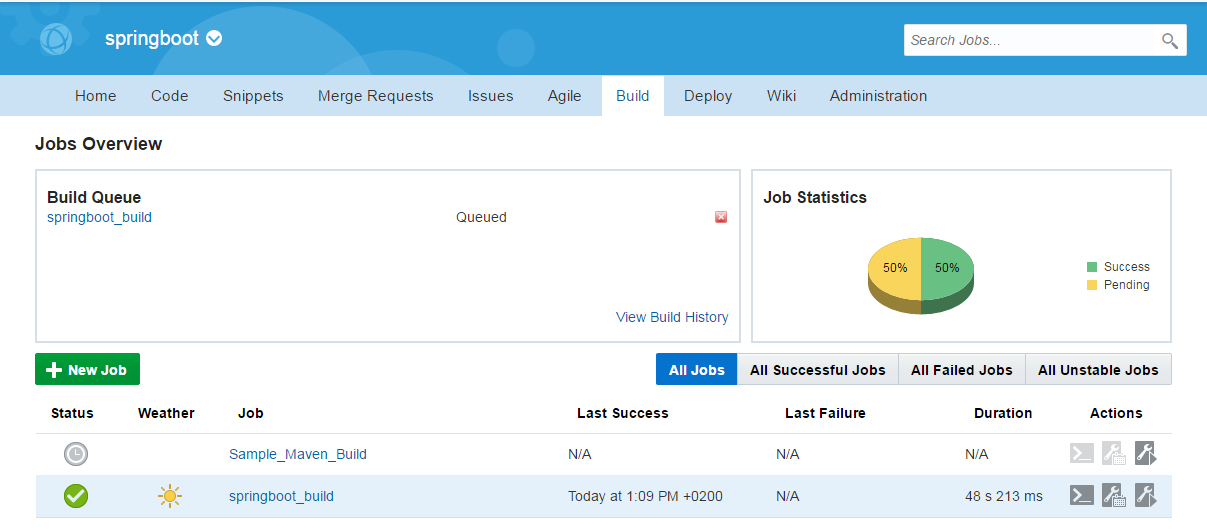 springboot
Search Jobs...
Home Code Snippets Merge Requests Issues Agile Build Deploy Wiki Administration
Jobs Overview
Build Queue
springboot_build Queued
View Build History
Job Statistics
50% 50%
Success
Pending
New Job
All Jobs All Successful Jobs All Failed Jobs All Unstable Jobs
Status Weather Job Last Success Last Failure Duration Actions
Sample_Maven_Build N/A N/A N/A
springboot_build Today at 1:09 PM +0200 N/A 48 s 213 ms